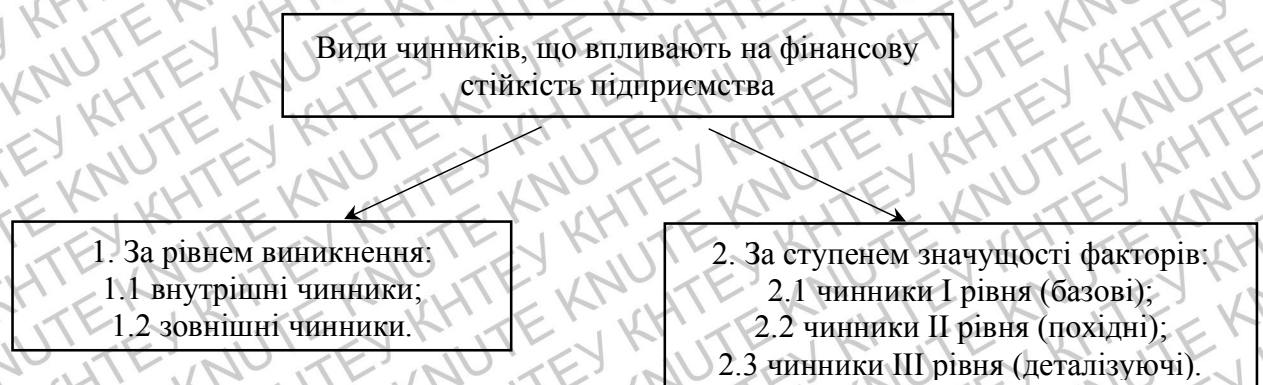 Види чинників, що впливають на фінансову
стійкість підприємства
1. За рівнем виникнення:
1.1 внутрішні чинники;
1.2 зовнішні чинники.
2. За ступенем значущості факторів:
2.1 чинники І рівня (базові);
2.2 чинники ІІ рівня (похідні);
2.3 чинники ІІІ рівня (деталізуючі).